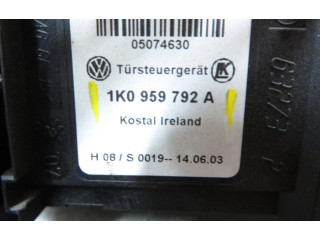 05074630
Türsteuergerät
1K0 959 792 A
Kostal Ireland
H 08 / S 0019-- 14.06.03